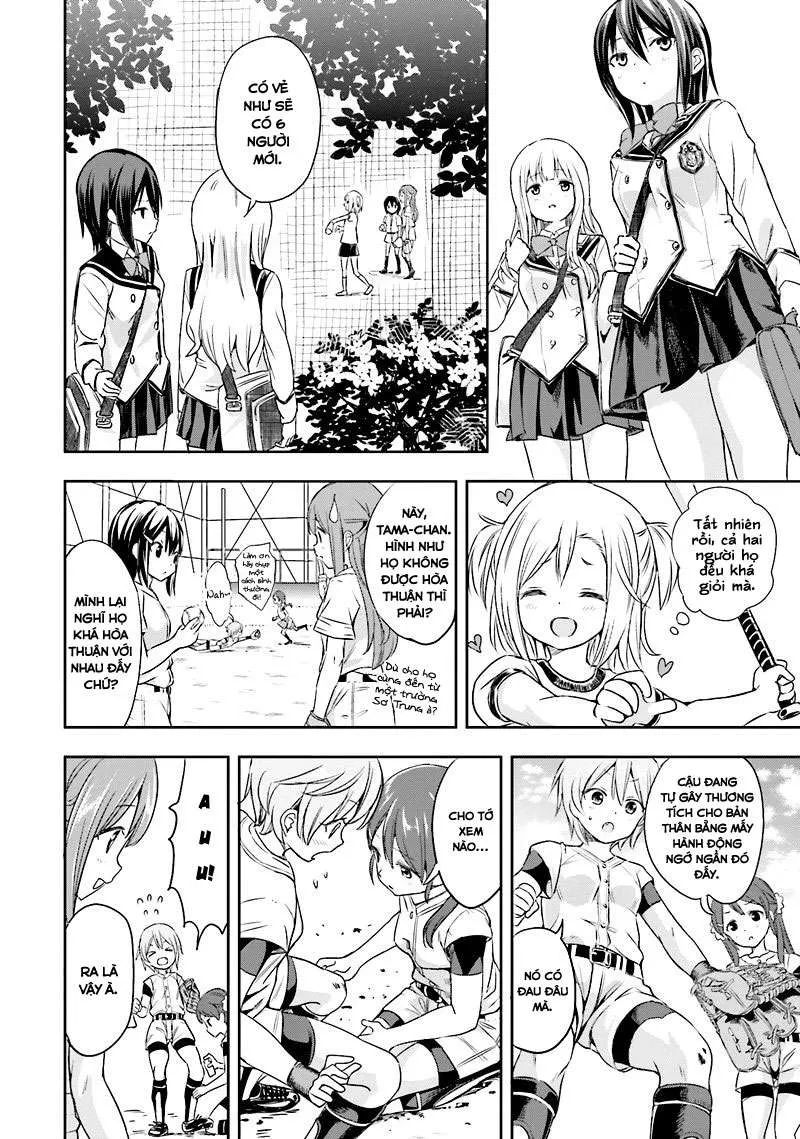 CÓ VẺ
NHƯ SẼ
CÓ 6
NGƯỜI
MỚI.
Tất nhiên
rồi, cả hai
người họ
đều khá
giỏi mà.
NÀY,
TAMA-CHAN.
HÌNH NHƯ
HỌ KHÔNG
ĐƯỢC HÒA
THUẬN THÌ
PHẢI?
Dù cho họ
cùng đến từ
một trường
Sơ Trung à?
Làm ơn
hãy chụp
một
cách bình
thường
đi!
Nah~
MÌNH LẠI
NGHĨ HỌ
KHÁ HÒA
THUẬN VỚI
NHAU ĐẤY
CHỨ?
CẬU ĐANG
TỰ GÂY THƯƠNG
TÍCH CHO BẢN
THÂN BẰNG MẤY
HÀNH ĐỘNG
NGỚ NGẨN ĐÓ
ĐẤY.
NÓ CÓ
ĐAU ĐÂU
MÀ.
CHO TỚ
XEM
NÀO...
AUU!
RA LÀ
VẬY À.